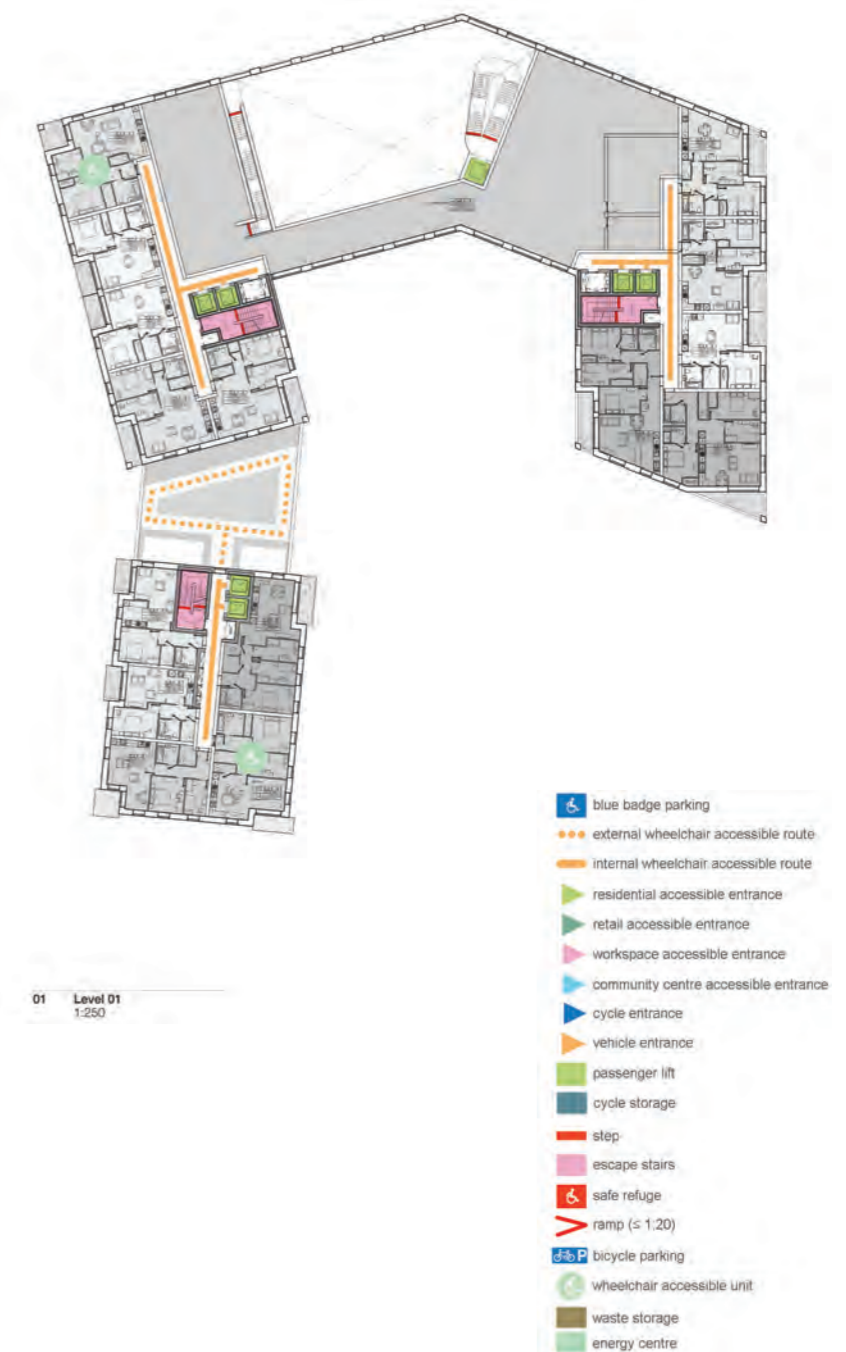 blue badge parking
external wheelchair accessible route
internal wheelchair accessible route
residential accessible entrance
retail accessible entrance
workspace accessible entrance
community centre accessible entrance
cycle entrance
vehicle entrance
passenger lift
cycle storage
step
escape stairs
safe refuge
ramp (≤ 1:20)
P bicycle parking
wheelchair accessible unit
waste storage
energy centre
01 Level 01
1:250